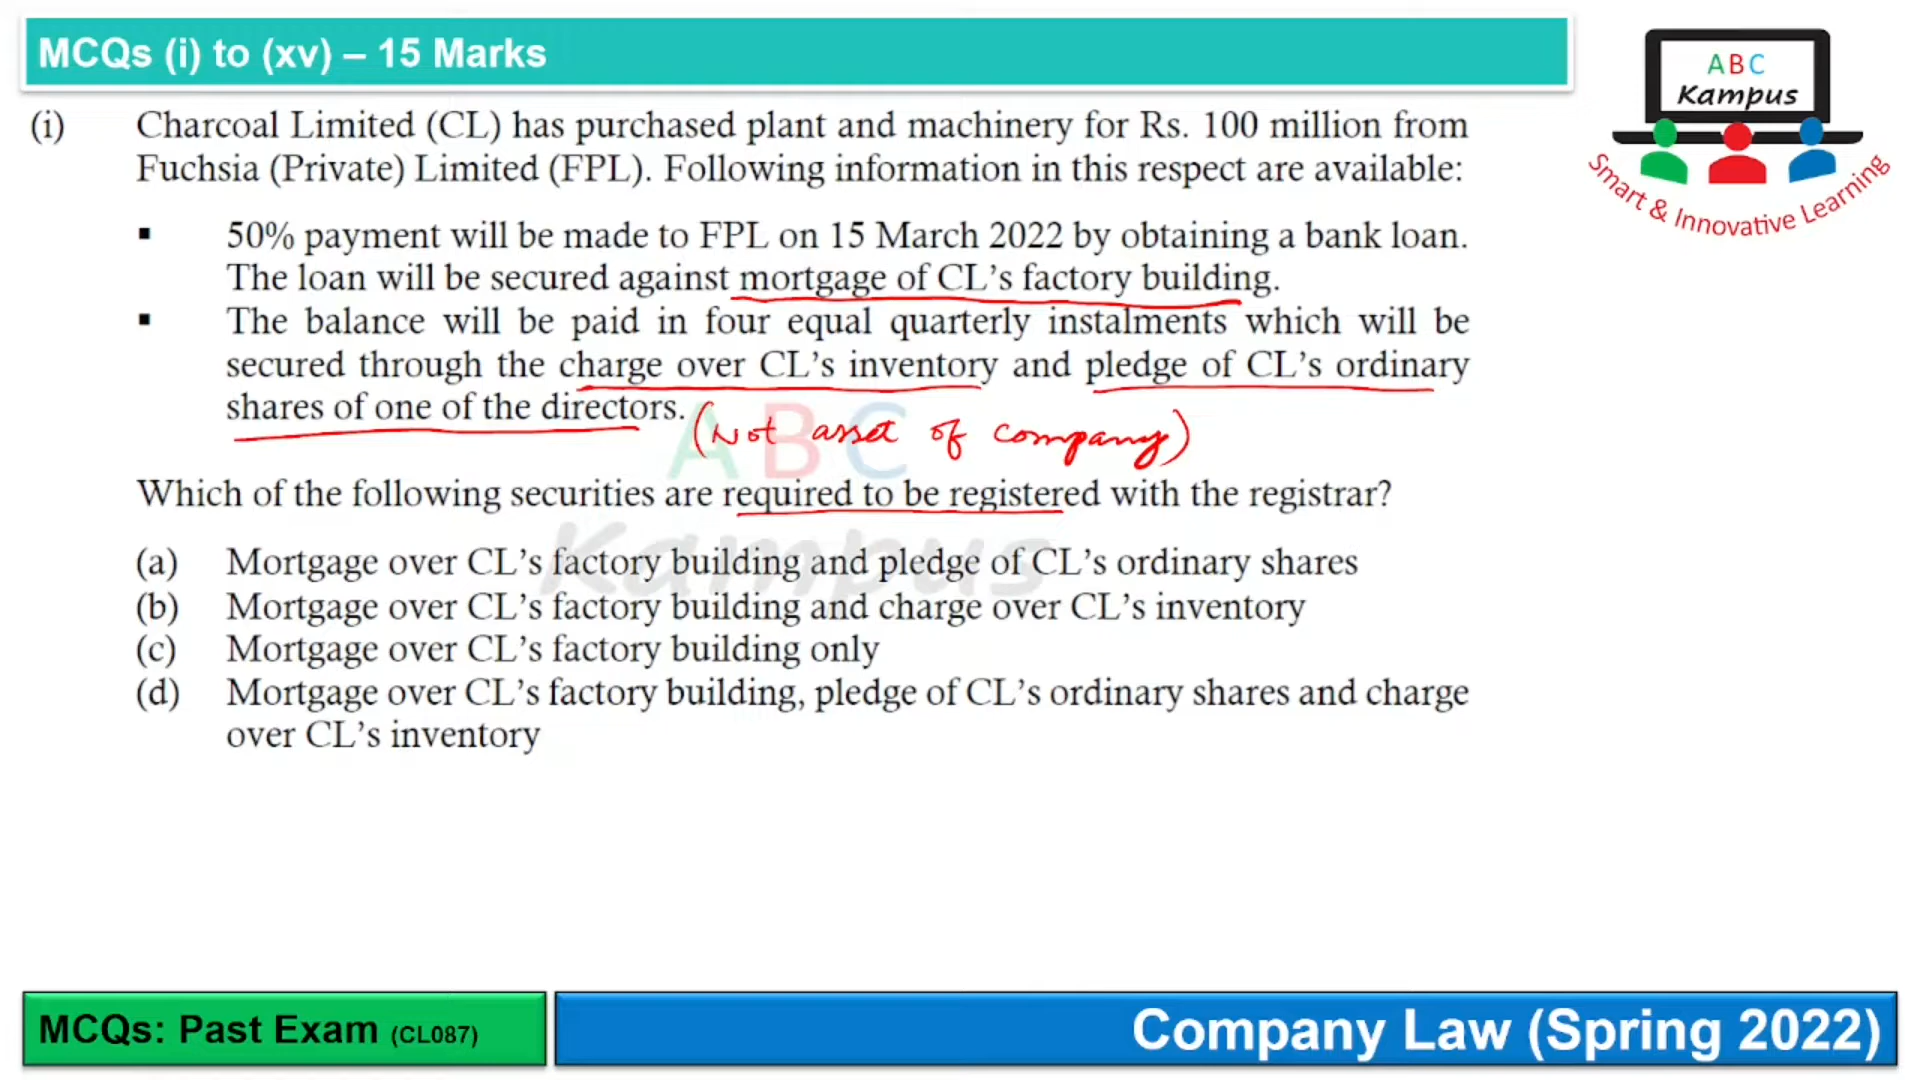 MCQs (i) to (xv) – 15 Marks
A B C
Kampus
Smart & Innovative Learning
(i) Charcoal Limited (CL) has purchased plant and machinery for Rs. 100 million from
Fuchsia (Private) Limited (FPL). Following information in this respect are available:
▪ 50% payment will be made to FPL on 15 March 2022 by obtaining a bank loan.
The loan will be secured against mortgage of CL’s factory building.
▪ The balance will be paid in four equal quarterly instalments which will be
secured through the charge over CL’s inventory and pledge of CL’s ordinary
shares of one of the directors. (Not asset of company)
ABC
Which of the following securities are required to be registered with the registrar?
Kampus
(a) Mortgage over CL’s factory building and pledge of CL’s ordinary shares
(b) Mortgage over CL’s factory building and charge over CL’s inventory
(c) Mortgage over CL’s factory building only
(d) Mortgage over CL’s factory building, pledge of CL’s ordinary shares and charge
over CL’s inventory
MCQs: Past Exam (CL087)
Company Law (Spring 2022)